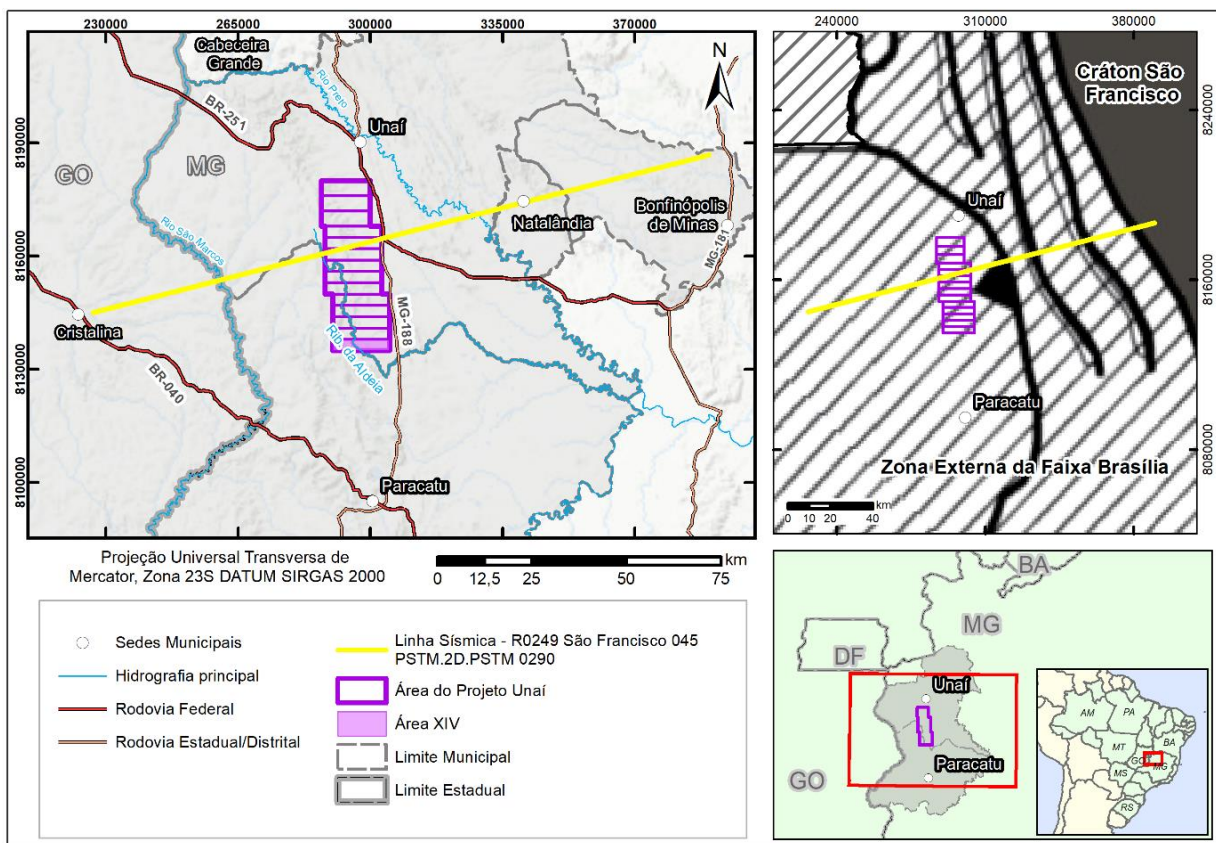 230000 265000 300000 335000 370000
Cabeceira
Grande
Rio Preto
N
BR-251
Unaí
GO
MG
8190000
8160000
8130000
8100000
Natalândia
Bonfinópolis
de Minas
MG-181
Rio São Marcos
Cristalina
MG-188
Rib. da Ardeia
BR-040
Paracatu
240000 310000 380000
Cráton São
Francisco
8240000
8160000
8080000
Unaí
Paracatu
Zona Externa da Faixa Brasília
0 10 20 40
km
Projeção Universal Transversa de
Mercator, Zona 23S DATUM SIRGAS 2000
km
0 12,5 25 50 75
Sedes Municipais
Hidrografia principal
Rodovia Federal
Rodovia Estadual/Distrital
Linha Sísmica - R0249 São Francisco 045
PSTM.2D.PSTM 0290
Área do Projeto Unaí
Área XIV
Limite Municipal
Limite Estadual
BA
MG
DF
Unaí
Paracatu
GO
AM
PA
MT
BA
GO
MG
MS
RS